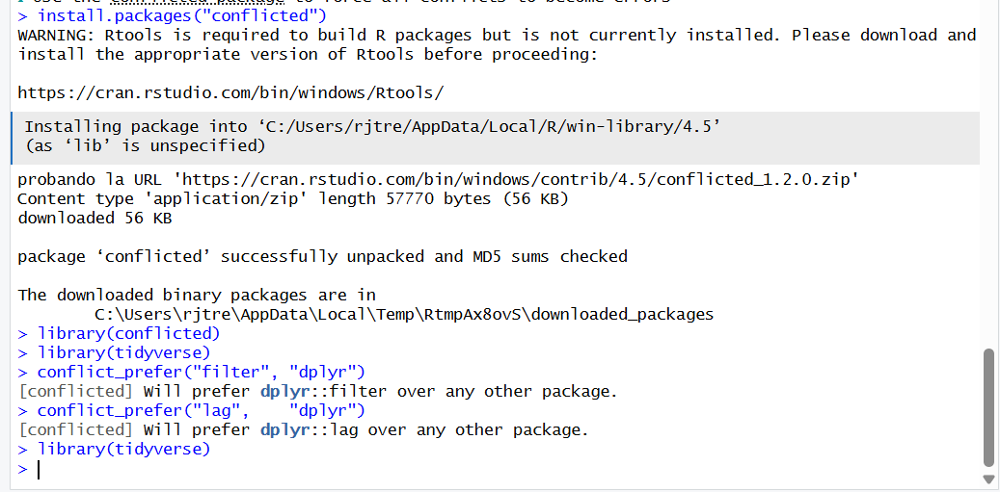 > install.packages("conflicted")
WARNING: Rtools is required to build R packages but is not currently installed. Please download and
install the appropriate version of Rtools before proceeding:
https://cran.rstudio.com/bin/windows/Rtools/
Installing package into ‘C:/Users/rjtre/AppData/Local/R/win-library/4.5’
(as ‘lib’ is unspecified)
probando la URL 'https://cran.rstudio.com/bin/windows/contrib/4.5/conflicted_1.2.0.zip'
Content type 'application/zip' length 57770 bytes (56 KB)
downloaded 56 KB
package ‘conflicted’ successfully unpacked and MD5 sums checked
The downloaded binary packages are in
C:\Users\rjtre\AppData\Local\Temp\RtmpAx8ovS\downloaded_packages
> library(conflicted)
> library(tidyverse)
> conflict_prefer("filter", "dplyr")
[conflicted] Will prefer dplyr::filter over any other package.
> conflict_prefer("lag",    "dplyr")
[conflicted] Will prefer dplyr::lag over any other package.
> library(tidyverse)
>